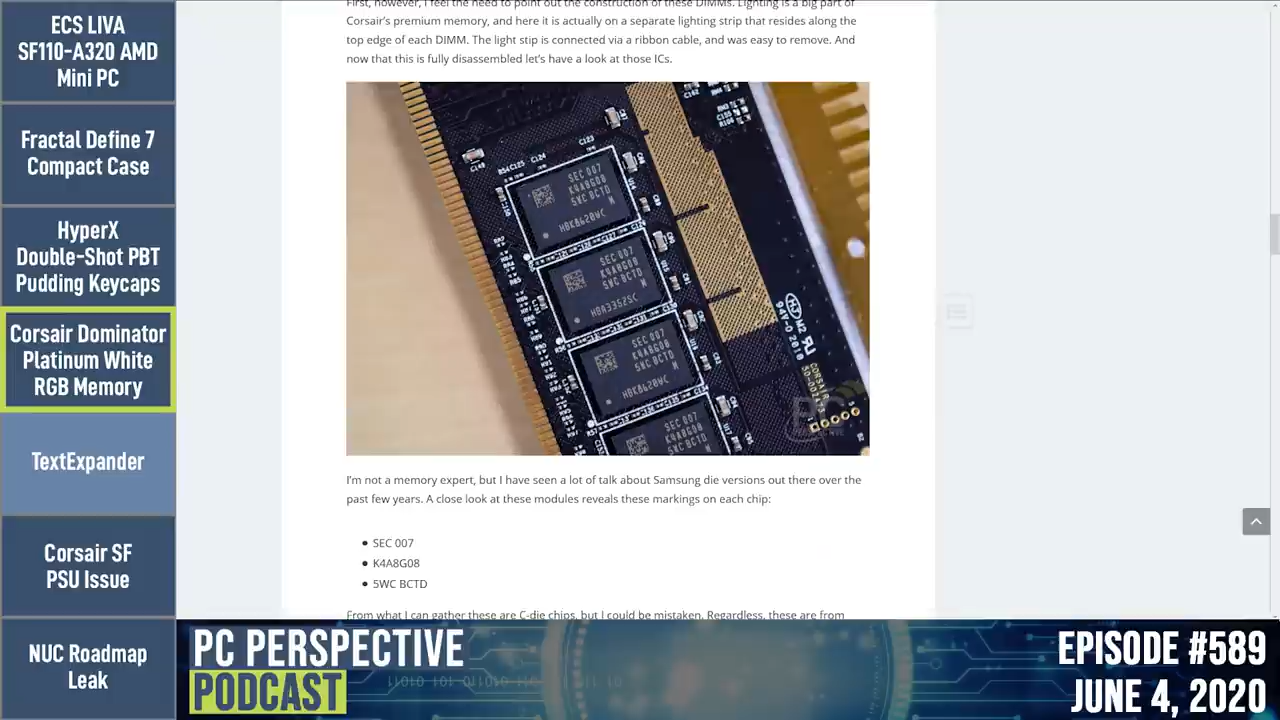 ECS LIVA
SF110-A320 AMD
Mini PC
Fractal Define 7
Compact Case
HyperX
Double-Shot PBT
Pudding Keycaps
Corsair Dominator
Platinum White
RGB Memory
TextExpander
Corsair SF
PSU Issue
NUC Roadmap
Leak
First, however, I feel the need to point out the construction of these DIMMs. Lighting is a big part of
Corsair's premium memory, and here it is actually on a separate lighting strip that resides along the
top edge of each DIMM. The light stip is connected via a ribbon cable, and was easy to remove. And
now that this is fully disassembled let's have a look at those ICs.
SEC 007
K4A8G08
5WC BCTD
SEC 007
K4A8G08
5WC BCTD
SEC 007
K4A8G08
5WC BCTD
SEC 007
94V-0
I'm not a memory expert, but I have seen a lot of talk about Samsung die versions out there over the
past few years. A close look at these modules reveals these markings on each chip:
SEC 007
K4A8G08
5WC BCTD
From what I can gather these are C-die chips, but I could be mistaken. Regardless, these are from
PC PERSPECTIVE
PODCAST
EPISODE #589
JUNE 4, 2020